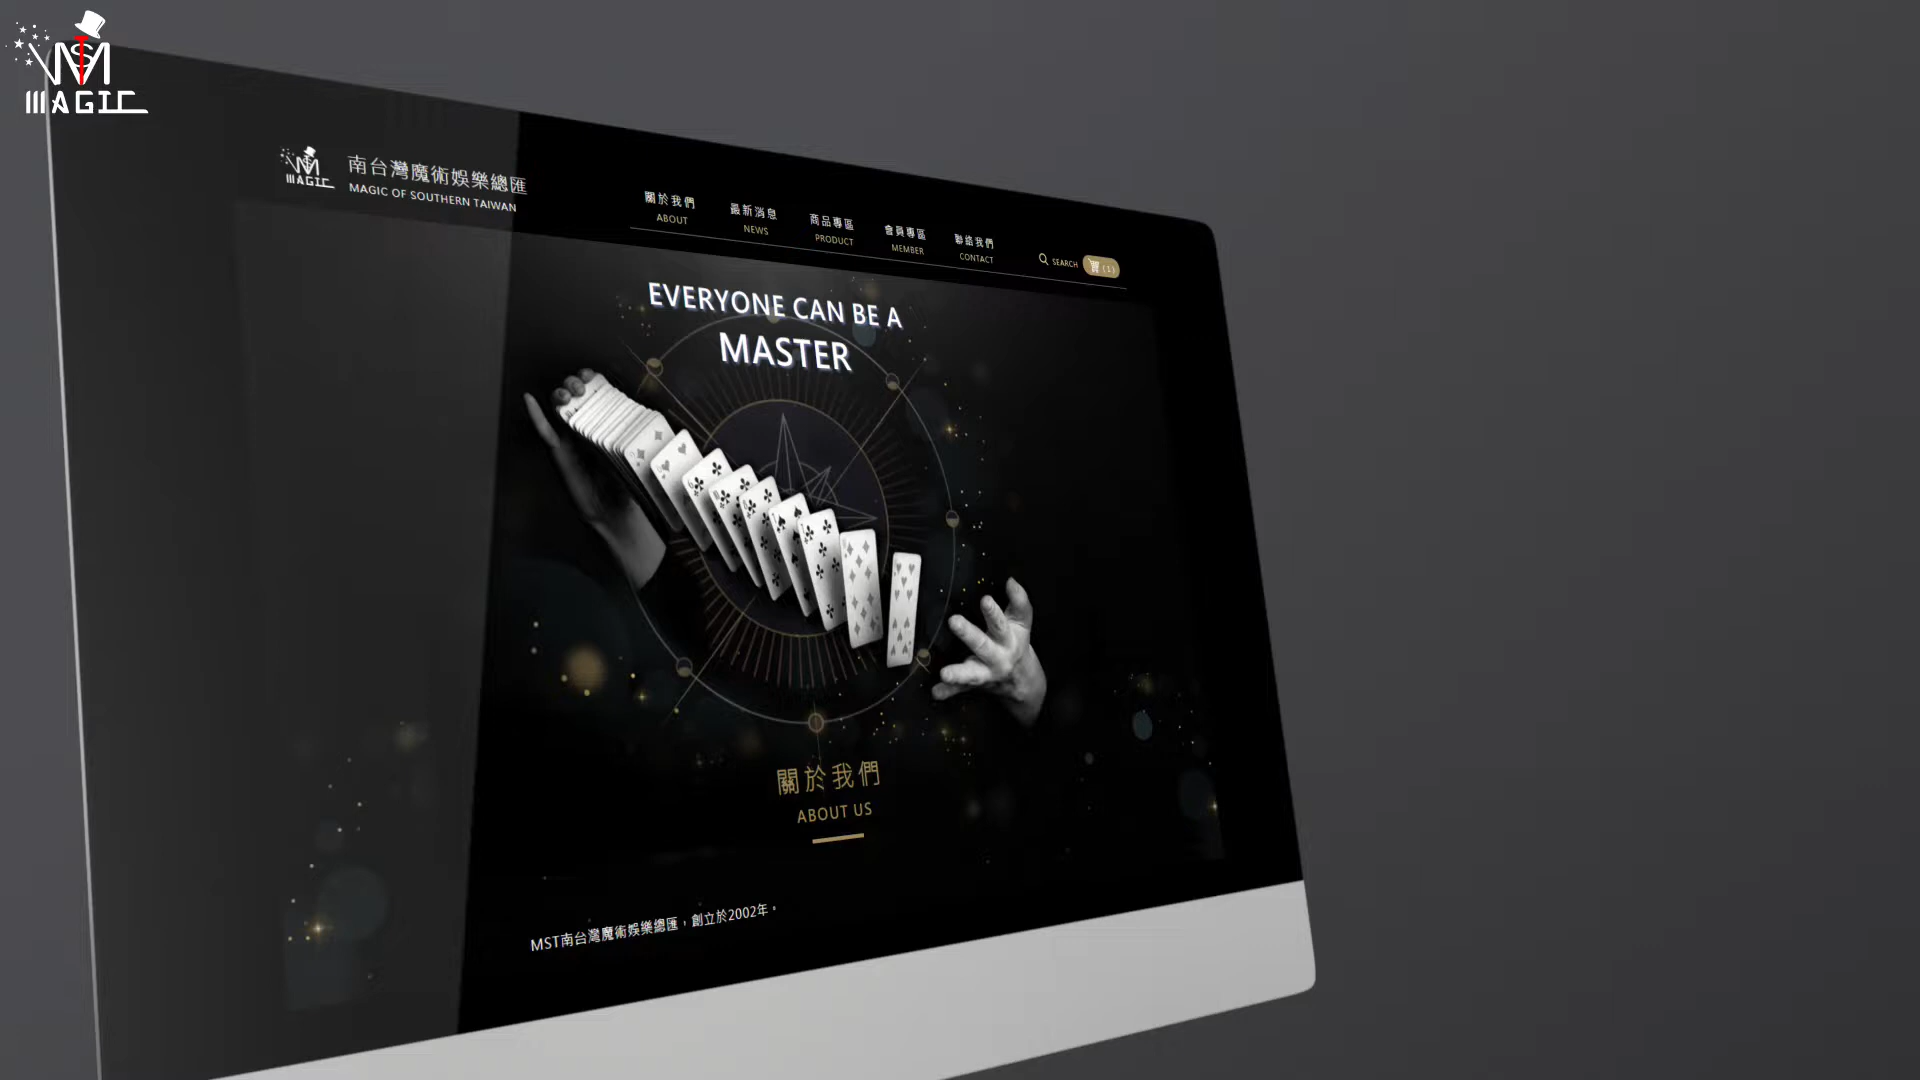 MST
MAGIC
MST
MAGIC
南台灣魔術娛樂總匯
MAGIC OF SOUTHERN TAIWAN
關於我們
ABOUT
最新消息
NEWS
商品專區
PRODUCT
會員專區
MEMBER
聯絡我們
CONTACT
SEARCH
(1)
EVERYONE CAN BE A
MASTER
關於我們
ABOUT US
MST南台灣魔術娛樂總匯，創立於2002年。